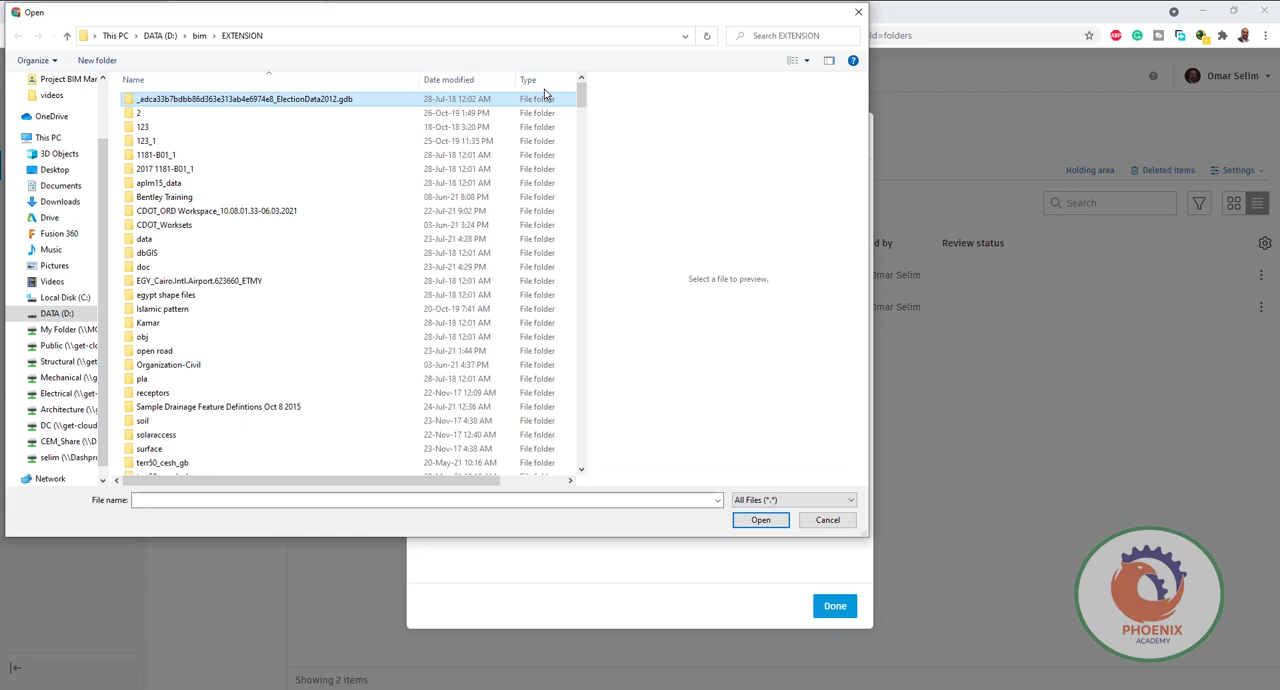 Open
This PC > DATA (D:) > bim > EXTENSION
Search EXTENSION
ld=folders
Organize
New folder
Project BIM Mar
videos
OneDrive
This PC
3D Objects
Desktop
Documents
Downloads
Drive
Fusion 360
Music
Pictures
Videos
Local Disk (C:)
DATA (D:)
My Folder (\\MC
Public (\\get-clo
Structural (\\get
Mechanical (\\g
Electrical (\\get-
Architecture (\\g
DC (\\get-cloud
CEM_Share (\\D
selim (\\Dashpro
Network
Name Date modified Type
_adca33b7bdbb86d363e313ab4e6974e8_ElectionData2012.gdb 28-Jul-18 12:02 AM File folder
2 26-Oct-19 1:49 PM File folder
123 18-Oct-18 3:20 PM File folder
123_1 25-Oct-19 11:35 PM File folder
1181-B01_1 28-Jul-18 12:01 AM File folder
2017 1181-B01_1 28-Jul-18 12:01 AM File folder
aplm15_data 28-Jul-18 12:01 AM File folder
Bentley Training 08-Jun-21 8:08 PM File folder
CDOT_ORD Workspace_10.08.01.33-06.03.2021 22-Jul-21 9:02 PM File folder
CDOT_Worksets 03-Jun-21 3:24 PM File folder
data 23-Jul-21 4:28 PM File folder
dbGIS 28-Jul-18 12:01 AM File folder
doc 23-Jul-21 4:29 PM File folder
EGY_Cairo.Intl.Airport.623660_ETMY 28-Jul-18 12:01 AM File folder
egypt shape files 28-Jul-18 12:01 AM File folder
Islamic pattern 20-Oct-19 7:41 AM File folder
Kamar 28-Jul-18 12:01 AM File folder
obj 28-Jul-18 12:01 AM File folder
open road 23-Jul-21 1:44 PM File folder
Organization-Civil 03-Jun-21 4:37 PM File folder
pla 28-Jul-18 12:01 AM File folder
receptors 22-Nov-17 12:09 AM File folder
Sample Drainage Feature Defintions Oct 8 2015 24-Jul-21 12:36 AM File folder
soil 23-Nov-17 4:38 AM File folder
solaraccess 22-Nov-17 12:40 AM File folder
surface 23-Nov-17 4:38 AM File folder
terr50_cesh_gb 20-May-21 10:16 AM File folder
Select a file to preview.
File name:
All Files (*.*)
Open
Cancel
Omar Selim
Holding area
Deleted items
Settings
Search
d by Review status
Omar Selim
Omar Selim
Done
PHOENIX
ACADEMY
Showing 2 items